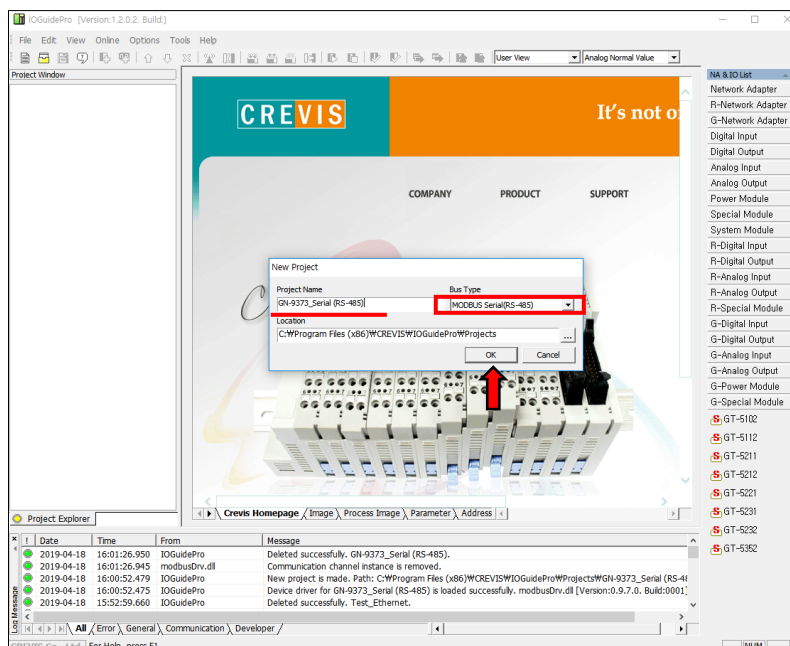 IOGuidePro [Version:1.2.0.2. Build:]
File Edit View Online Options Tools Help
User View Analog Normal Value
Project Window
NA & IO List
Network Adapter
R-Network Adapter
G-Network Adapter
Digital Input
Digital Output
Analog Input
Analog Output
Power Module
Special Module
System Module
R-Digital Input
R-Digital Output
R-Analog Input
R-Analog Output
R-Special Module
G-Digital Input
G-Digital Output
G-Analog Input
G-Analog Output
G-Power Module
G-Special Module
GT-5102
GT-5112
GT-5211
GT-5212
GT-5221
GT-5231
GT-5232
GT-5352
CREVIS
It's not o
COMPANY PRODUCT SUPPORT
New Project
Project Name Bus Type
GN-9373_Serial (RS-485) MODBUS Serial(RS-485)
Location
C:₩Program Files (x86)₩CREVIS₩IOGuidePro₩Projects ...
OK Cancel
Project Explorer
Crevis Homepage Image Process Image Parameter Address
! Date Time From Message
2019-04-18 16:01:26.950 IOGuidePro Deleted successfully. GN-9373_Serial (RS-485).
2019-04-18 16:01:26.945 modbusDrv.dll Communication channel instance is removed.
2019-04-18 16:00:52.479 IOGuidePro New project is made. Path: C:₩Program Files (x86)₩CREVIS₩IOGuidePro₩Projects₩GN-9373_Serial (RS-48
2019-04-18 16:00:52.475 IOGuidePro Device driver for GN-9373_Serial (RS-485) is loaded successfully. modbusDrv.dll [Version:0.9.7.0. Build:0001]
2019-04-18 15:52:59.660 IOGuidePro Deleted successfully. Test_Ethernet.
Log Message
All Error General Communication Developer
CREVIS Co., Ltd For Help, press F1 NUM